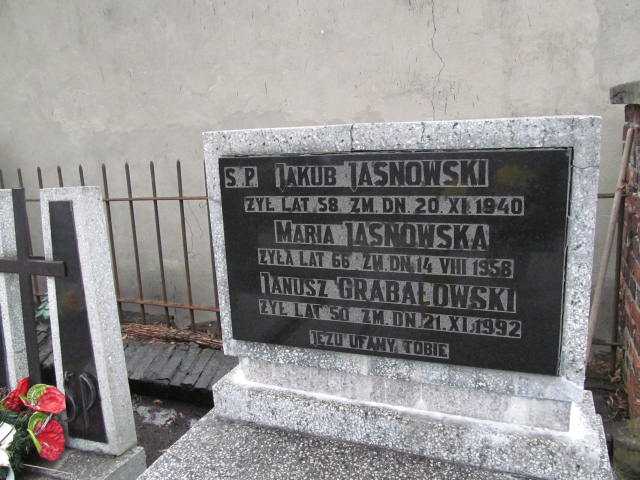 Ś.P. JAKUB JASNOWSKI
ŻYŁ LAT 58 ZM. DN. 20.XI.1940
MARIA JASNOWSKA
ŻYŁA LAT 66 ZM. DN. 14 VIII 1958
JANUSZ GRABAŁOWSKI
ŻYŁ LAT 50 ZM. DN. 21.XI.1992
JEZU UFAMY TOBIE